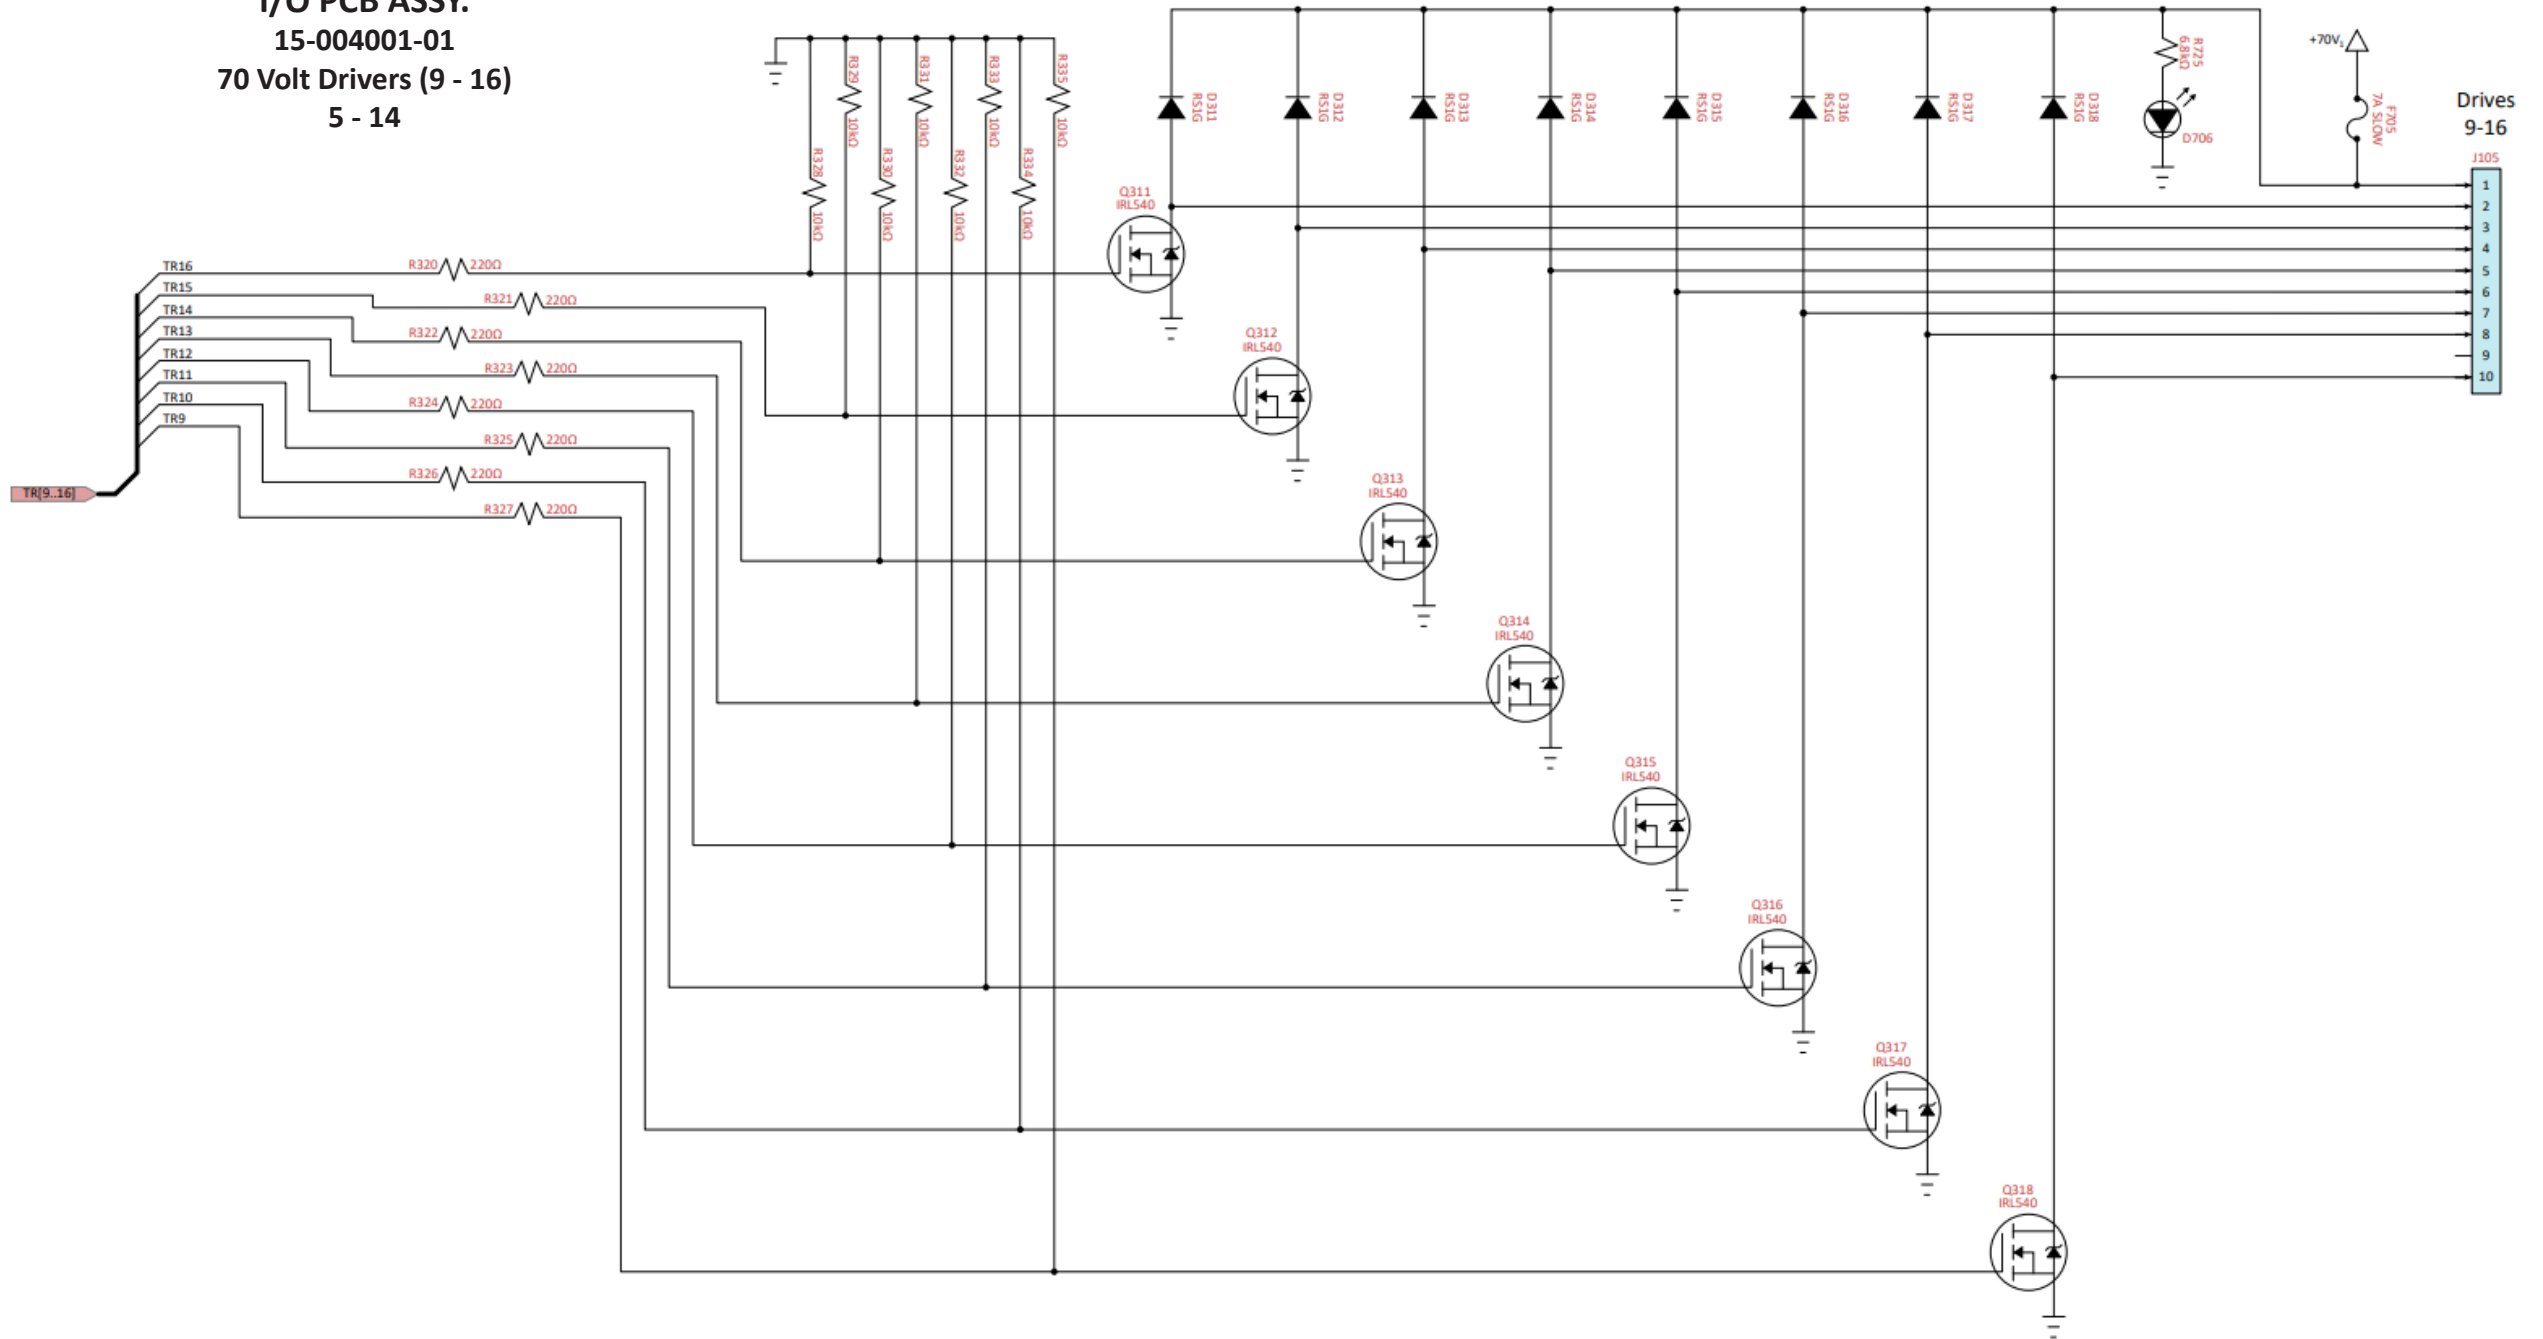 I/O PCB ASSY.
15-004001-01
70 Volt Drivers (9 - 16)
5 - 14
R328
10kΩ
R329
10kΩ
R330
10kΩ
R331
10kΩ
R332
10kΩ
R333
10kΩ
R334
10kΩ
R335
10kΩ
D311
RS1G
D312
RS1G
D313
RS1G
D314
RS1G
D315
RS1G
D316
RS1G
D317
RS1G
D318
RS1G
R725
6.8kΩ
D706
+70V1
F705
7A SLOW
Drives
9-16
J105
1
2
3
4
5
6
7
8
9
10
TR16
TR15
TR14
TR13
TR12
TR11
TR10
TR9
TR[9..16]
R320 220Ω
R321 220Ω
R322 220Ω
R323 220Ω
R324 220Ω
R325 220Ω
R326 220Ω
R327 220Ω
Q311
IRL540
Q312
IRL540
Q313
IRL540
Q314
IRL540
Q315
IRL540
Q316
IRL540
Q317
IRL540
Q318
IRL540